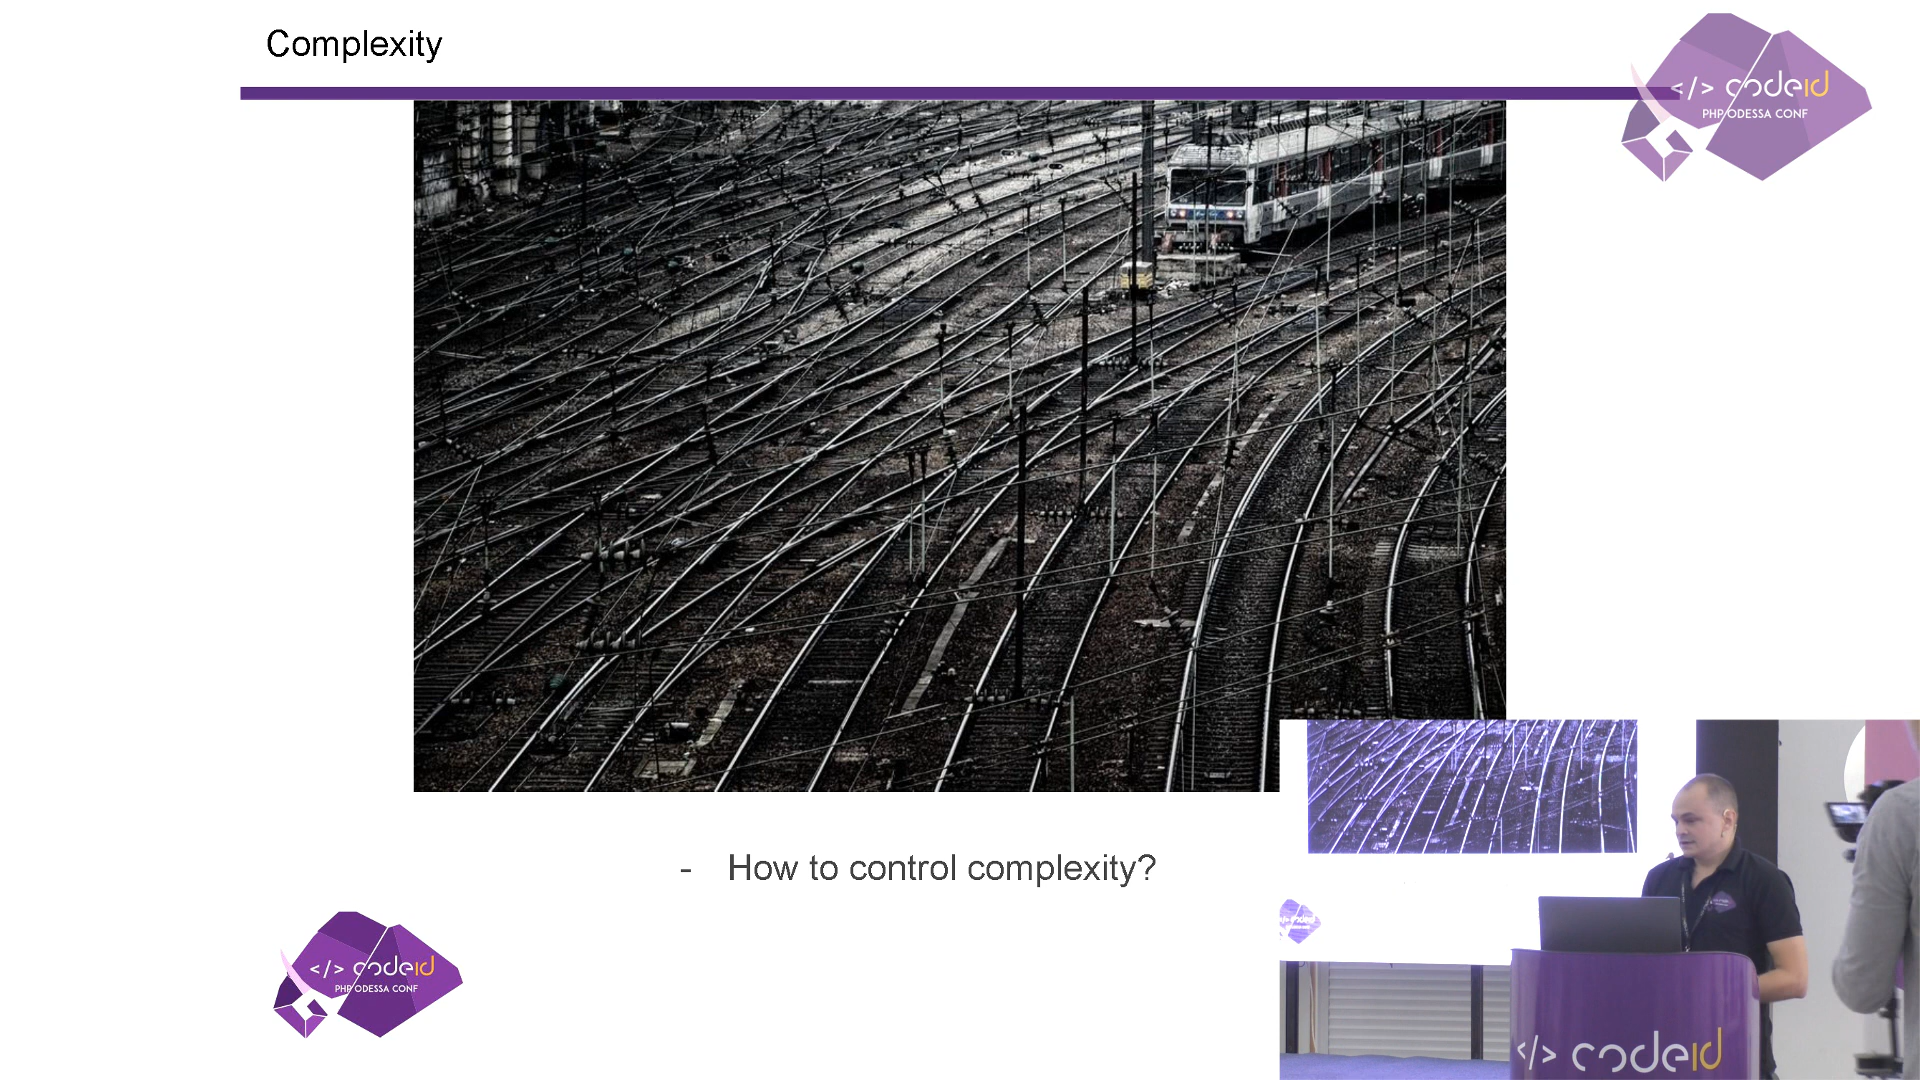 Complexity
</> codeid
PHP ODESSA CONF
- How to control complexity?
</> codeid
PHP ODESSA CONF
</> codeid